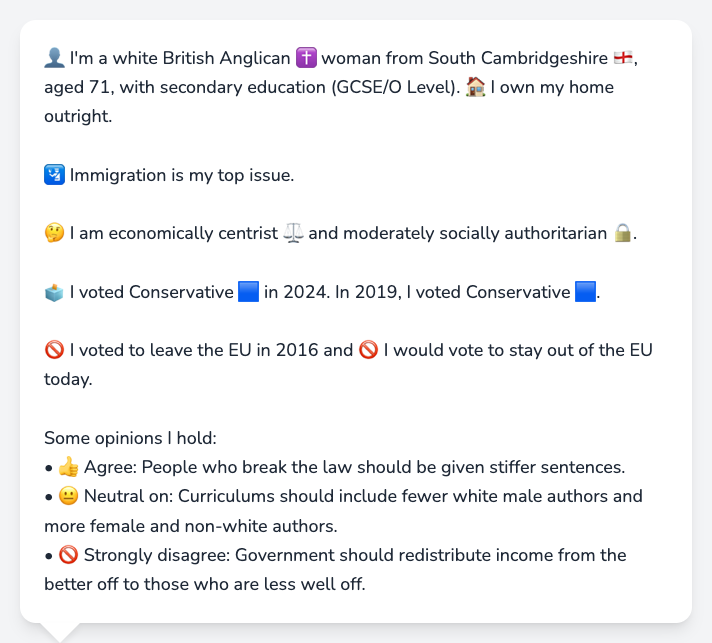 👤 I'm a white British Anglican ✝️ woman from South Cambridgeshire 🏴󠁧󠁢󠁥󠁮󠁧󠁿,
aged 71, with secondary education (GCSE/O Level). 🏠 I own my home
outright.
🛂 Immigration is my top issue.
🤔 I am economically centrist ⚖️ and moderately socially authoritarian 🔒.
🗳️ I voted Conservative 🟦 in 2024. In 2019, I voted Conservative 🟦.
🚫 I voted to leave the EU in 2016 and 🚫 I would vote to stay out of the EU
today.
Some opinions I hold:
• 👍 Agree: People who break the law should be given stiffer sentences.
• 😐 Neutral on: Curriculums should include fewer white male authors and
more female and non-white authors.
• 🚫 Strongly disagree: Government should redistribute income from the
better off to those who are less well off.